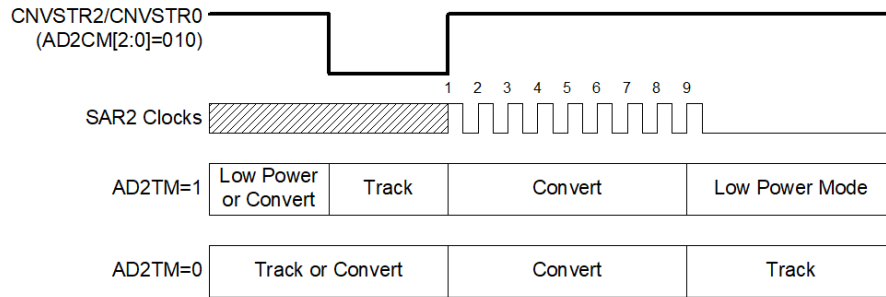 CNVSTR2/CNVSTR0
(AD2CM[2:0]=010)
1 2 3 4 5 6 7 8 9
SAR2 Clocks
AD2TM=1 Low Power or Convert Track Convert Low Power Mode
AD2TM=0 Track or Convert Convert Track